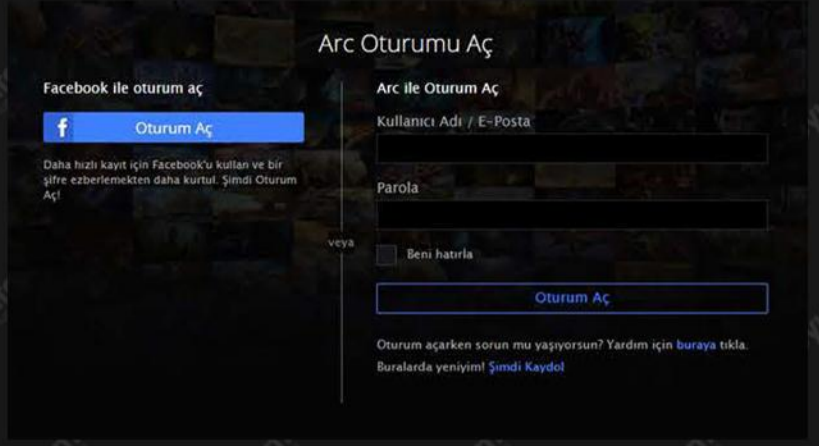 Arc Oturumu Aç
Facebook ile oturum aç
f Oturum Aç
Daha hızlı kayıt için Facebook'u kullan ve bir
şifre ezberlemekten daha kurtul. Şimdi Oturum
Aç!
veya
Arc ile Oturum Aç
Kullanıcı Adı / E-Posta
Parola
Beni hatırla
Oturum Aç
Oturum açarken sorun mu yaşıyorsun? Yardım için buraya tıkla.
Buralarda yeniyim! Şimdi Kaydol